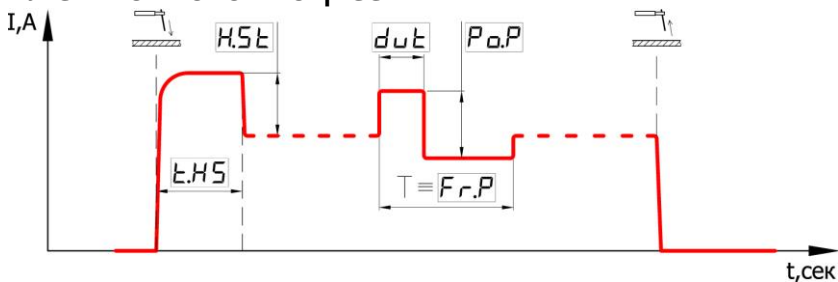 I,A
H.St
dut
Po.P
t.HS
T ≡ Fr.P
t,сек